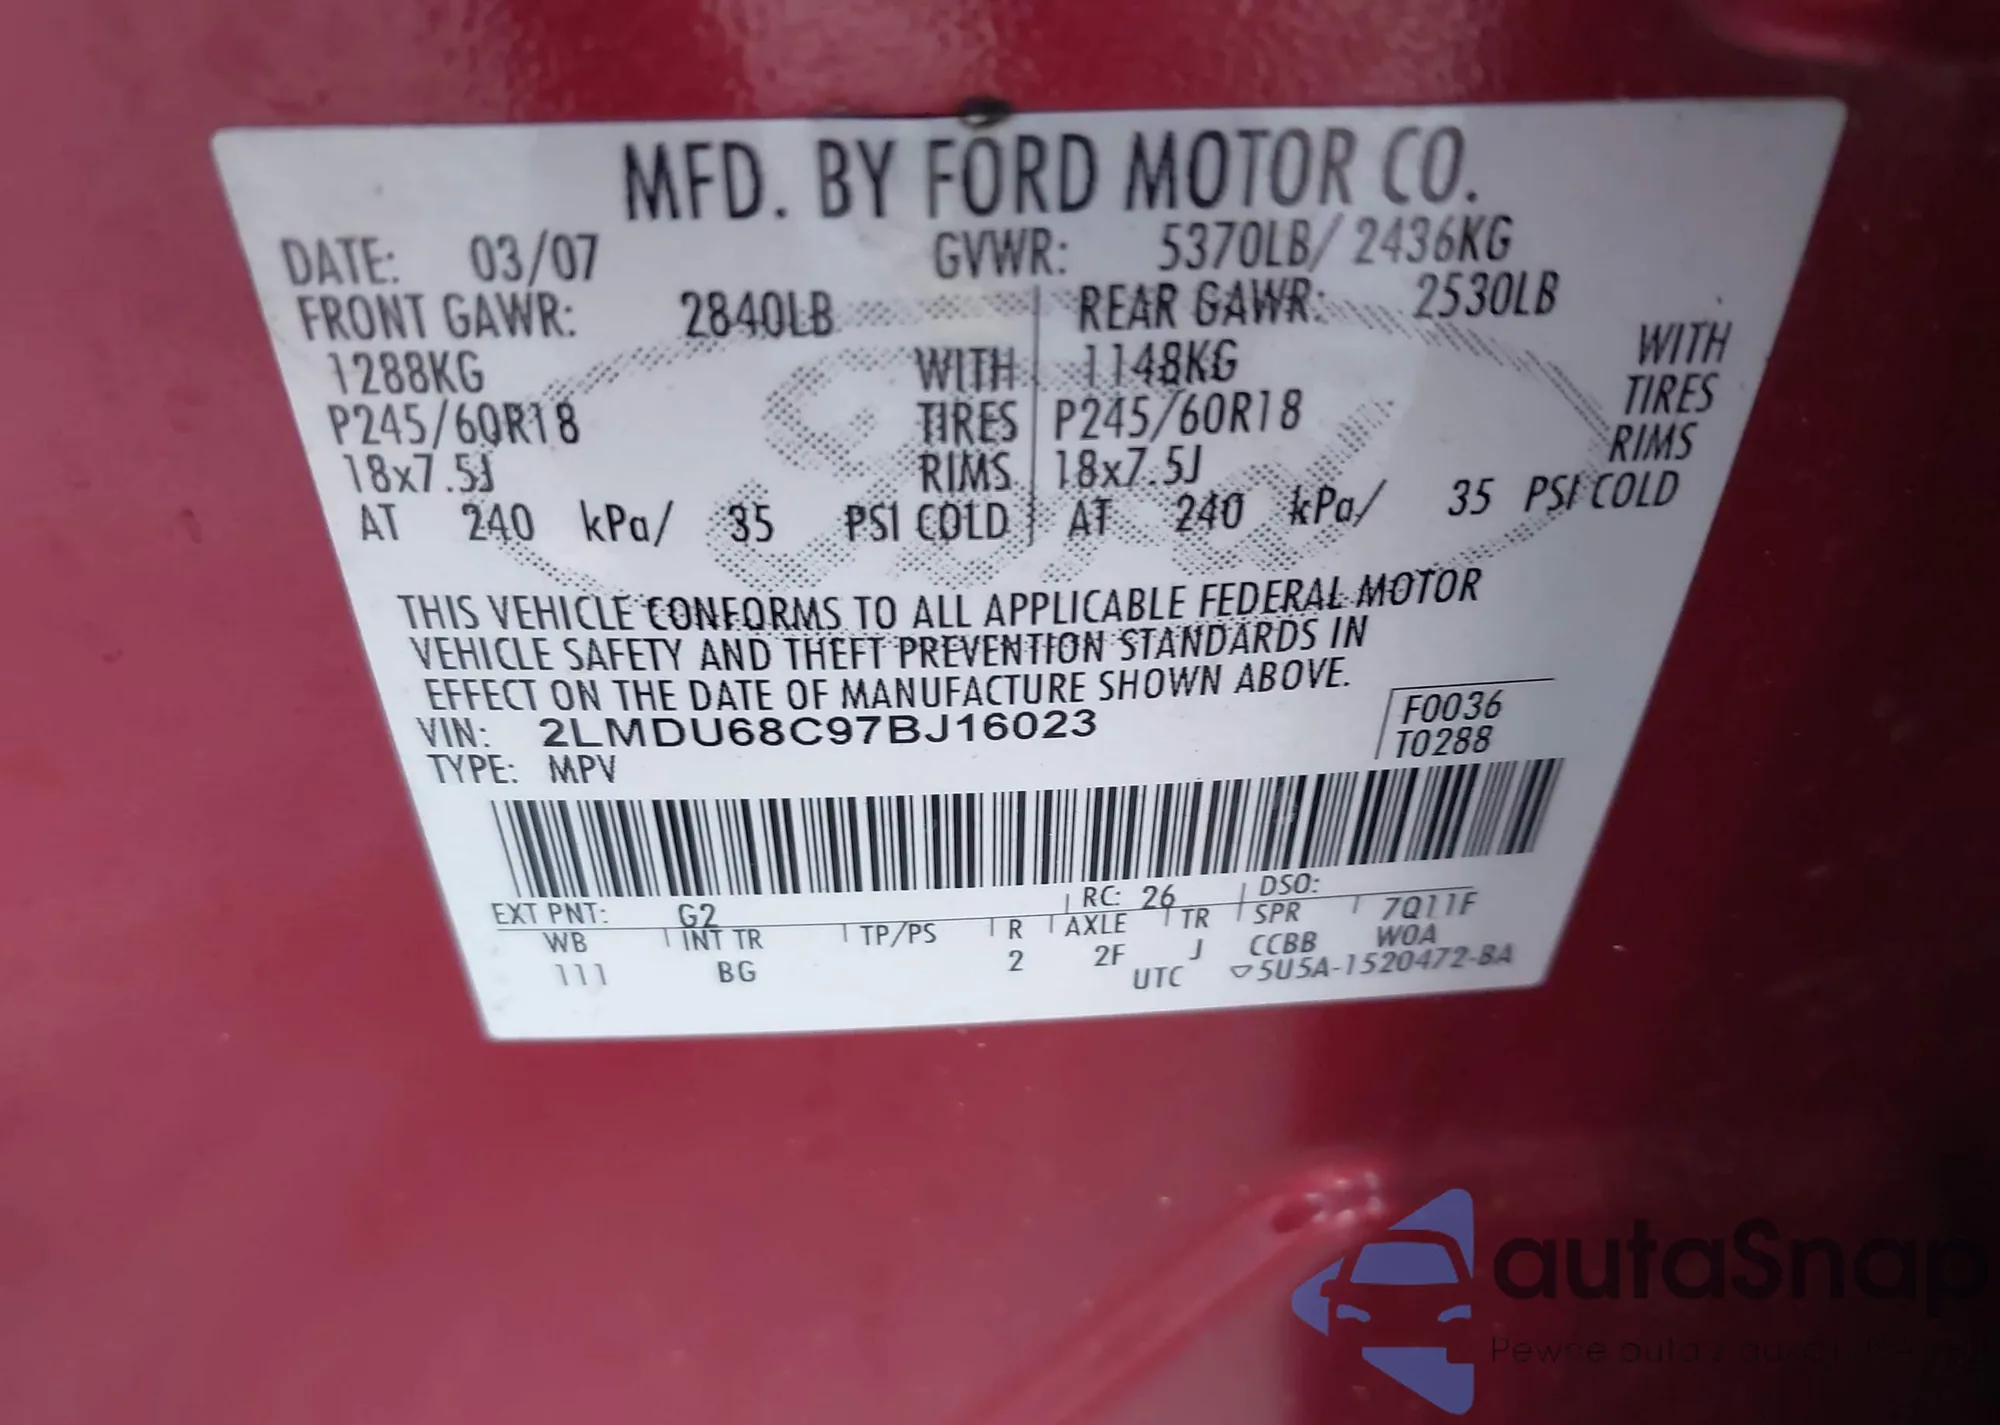 MFD. BY FORD MOTOR CO.
DATE: 03/07 GVWR: 5370LB/ 2436KG
FRONT GAWR: 2840LB REAR GAWR: 2530LB
1288KG WITH 1148KG WITH
P245/60R18 TIRES P245/60R18 TIRES
18x7.5J RIMS 18x7.5J RIMS
AT 240 kPa/ 35 PSI COLD AT 240 kPa/ 35 PSI COLD
THIS VEHICLE CONFORMS TO ALL APPLICABLE FEDERAL MOTOR
VEHICLE SAFETY AND THEFT PREVENTION STANDARDS IN
EFFECT ON THE DATE OF MANUFACTURE SHOWN ABOVE.
VIN: 2LMDU68C97BJ16023 F0036
TYPE: MPV T0288
EXT PNT: G2 RC: 26 DSO:
WB INT TR TP/PS R AXLE TR SPR 7Q11F
111 BG 2 2F J CCBB W0A
UTC 5U5A-1520472-BA
autaSnap
Pewne auta z